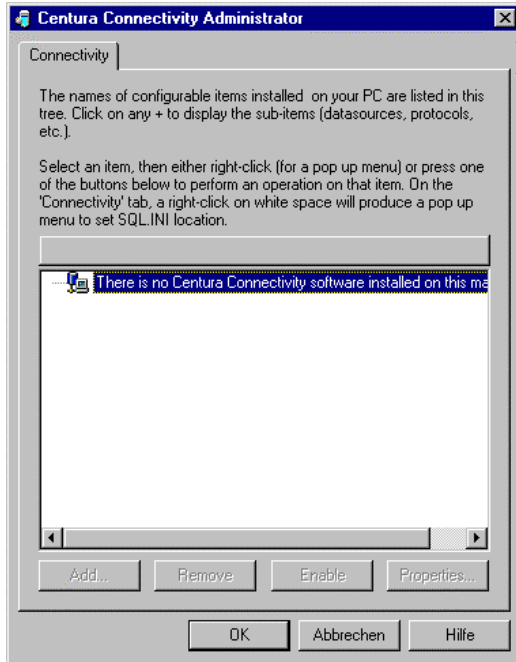 Centura Connectivity Administrator
Connectivity
The names of configurable items installed on your PC are listed in this
tree. Click on any + to display the sub-items (datasources, protocols,
etc.).
Select an item, then either right-click (for a pop up menu) or press one
of the buttons below to perform an operation on that item. On the
'Connectivity' tab, a right-click on white space will produce a pop up
menu to set SQL.INI location.
There is no Centura Connectivity software installed on this ma
Add... Remove Enable Properties...
OK Abbrechen Hilfe